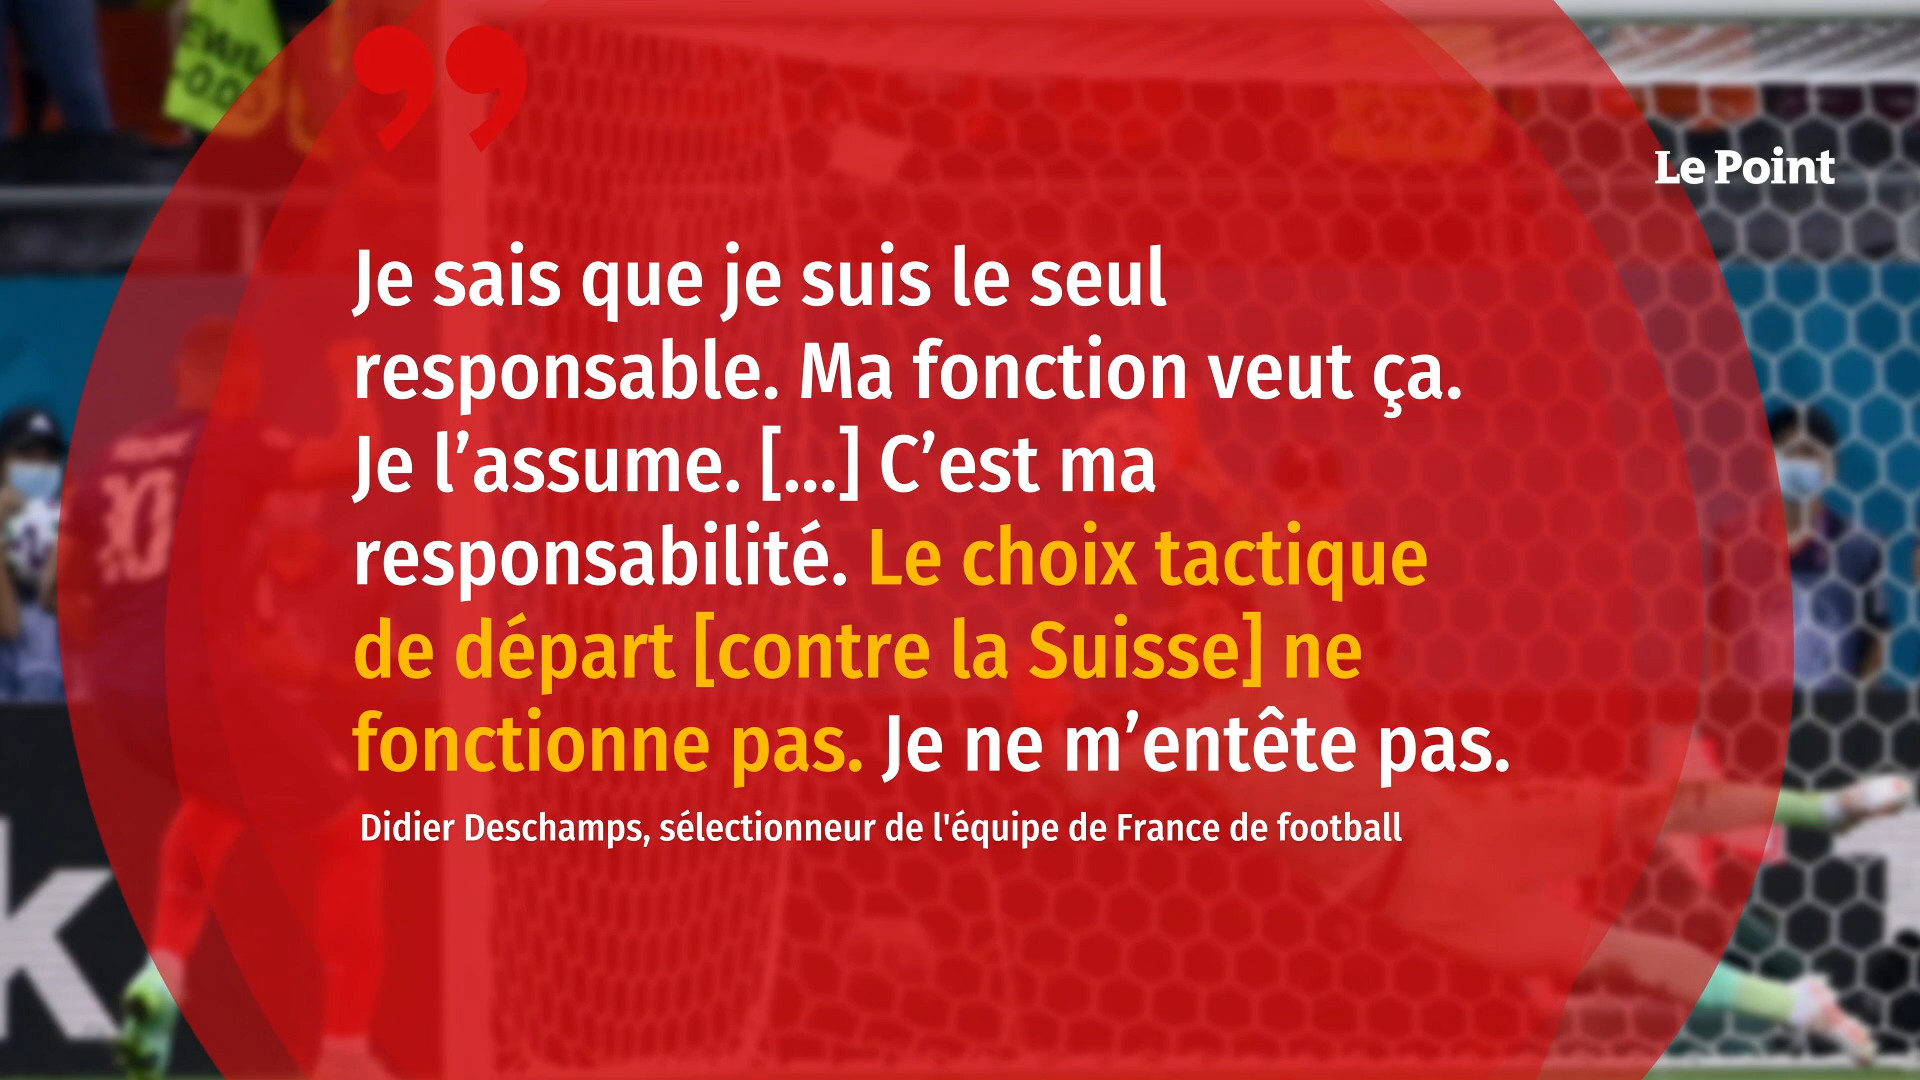 Le Point
Je sais que je suis le seul
responsable. Ma fonction veut ça.
Je l’assume. [...] C’est ma
responsabilité. Le choix tactique
de départ [contre la Suisse] ne
fonctionne pas. Je ne m’entête pas.
Didier Deschamps, sélectionneur de l'équipe de France de football
10
k